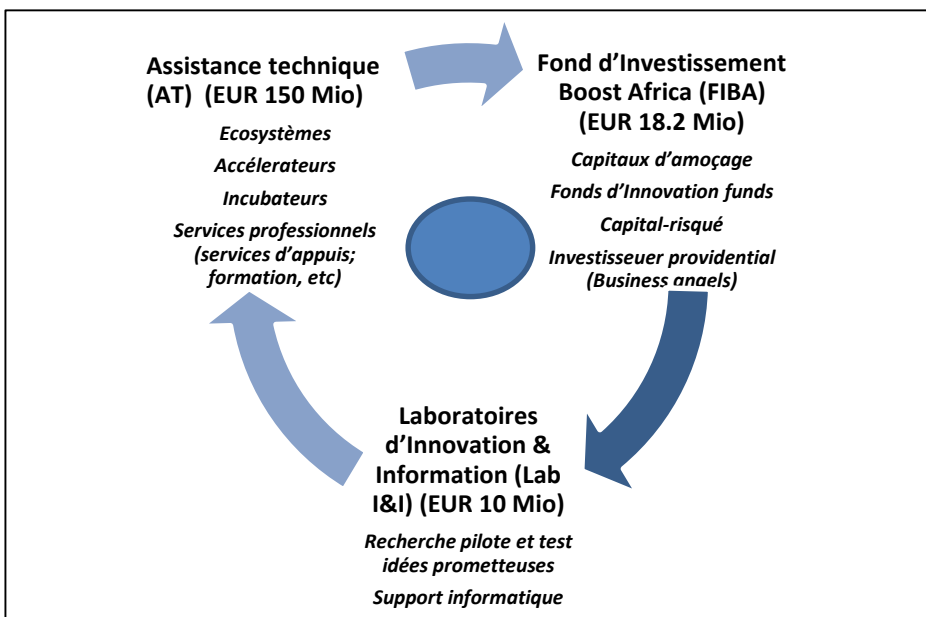 Assistance technique
(AT) (EUR 150 Mio)
Ecosystèmes
Accélerateurs
Incubateurs
Services professionnels
(services d'appuis;
formation, etc)
Fond d'Investissement
Boost Africa (FIBA)
(EUR 18.2 Mio)
Capitaux d'amoçage
Fonds d'Innovation funds
Capital-risqué
Investisseuer providential
(Business angels)
Laboratoires
d'Innovation &
Information (Lab
I&I) (EUR 10 Mio)
Recherche pilote et test
idées prometteuses
Support informatique